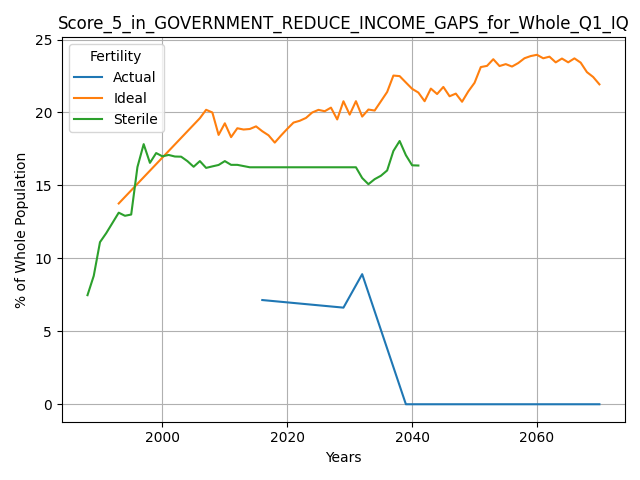 Score_5_in_GOVERNMENT_REDUCE_INCOME_GAPS_for_Whole_Q1_IQ
Fertility
Actual
Ideal
Sterile
% of Whole Population
25
20
15
10
5
0
2000 2020 2040 2060
Years